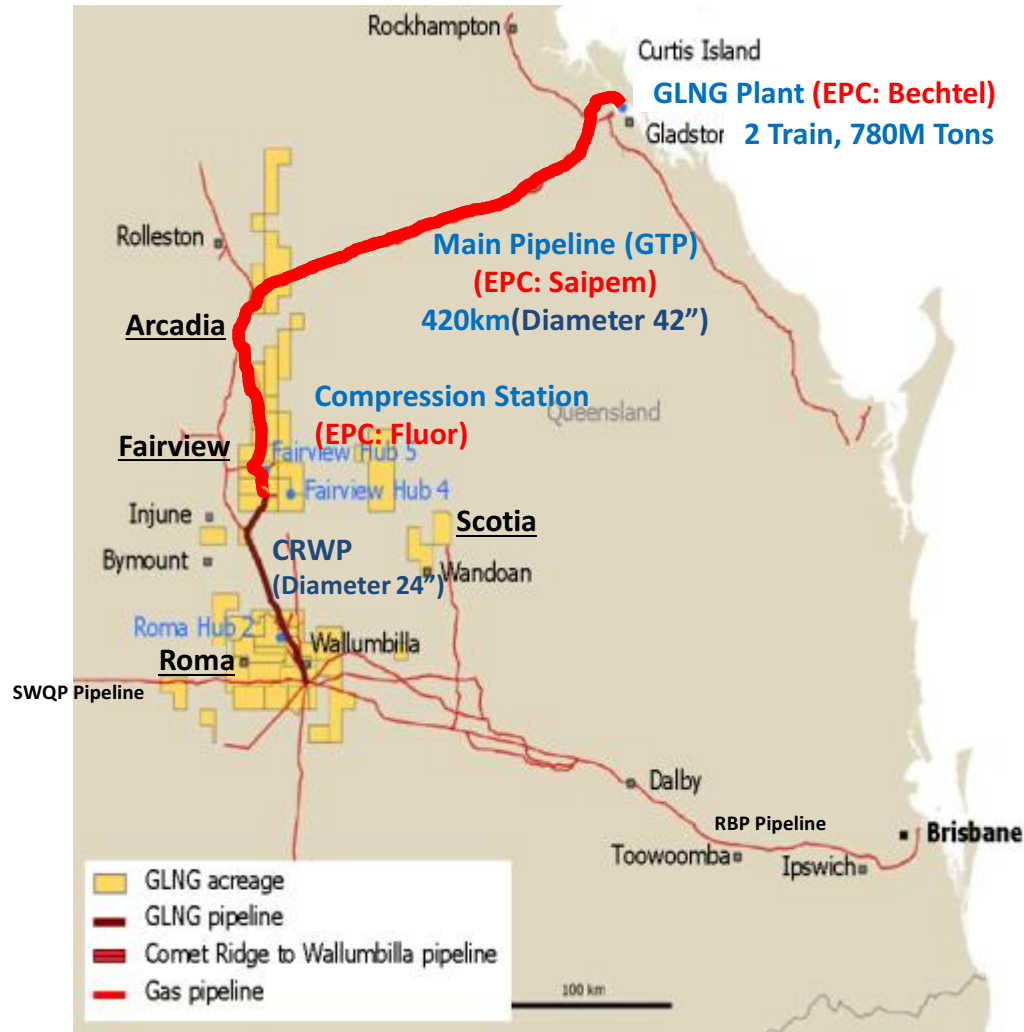 Rockhampton
Curtis Island
GLNG Plant (EPC: Bechtel)
Gladstor
2 Train, 780M Tons
Rolleston
Main Pipeline (GTP)
(EPC: Saipem)
420km(Diameter 42”)
Arcadia
Compression Station
Queensland
(EPC: Fluor)
Fairview
Fairview Hub 5
Fairview Hub 4
Injune
Scotia
CRWP
Bymount
(Diameter 24”)
Wandoan
Roma Hub 2
Wallumbilla
Roma
SWQP Pipeline
Dalby
RBP Pipeline
Brisbane
Toowoomba
Ipswich
GLNG acreage
GLNG pipeline
Comet Ridge to Wallumbilla pipeline
Gas pipeline
100 km